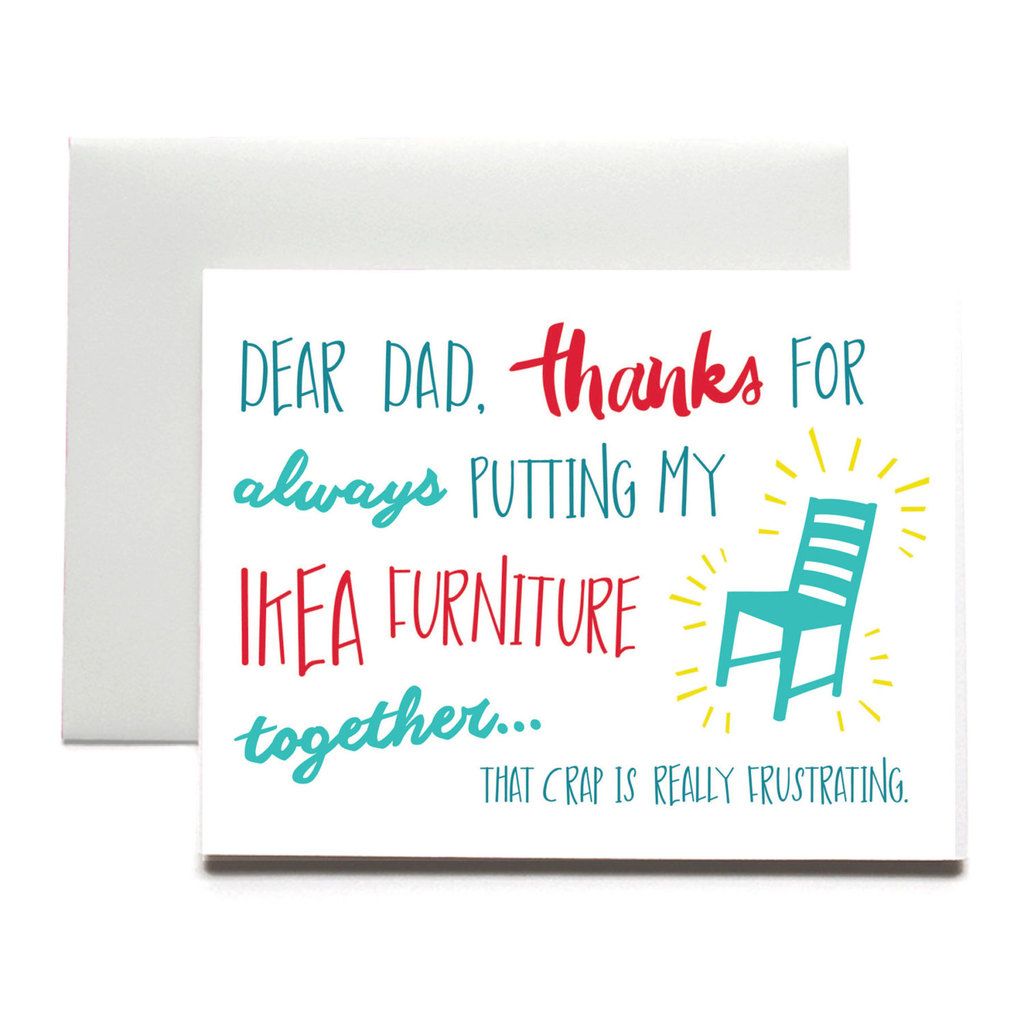 DEAR DAD, thanks FOR
always PUTTING MY
IKEA FURNITURE
together...
THAT CRAP IS REALLY FRUSTRATING.